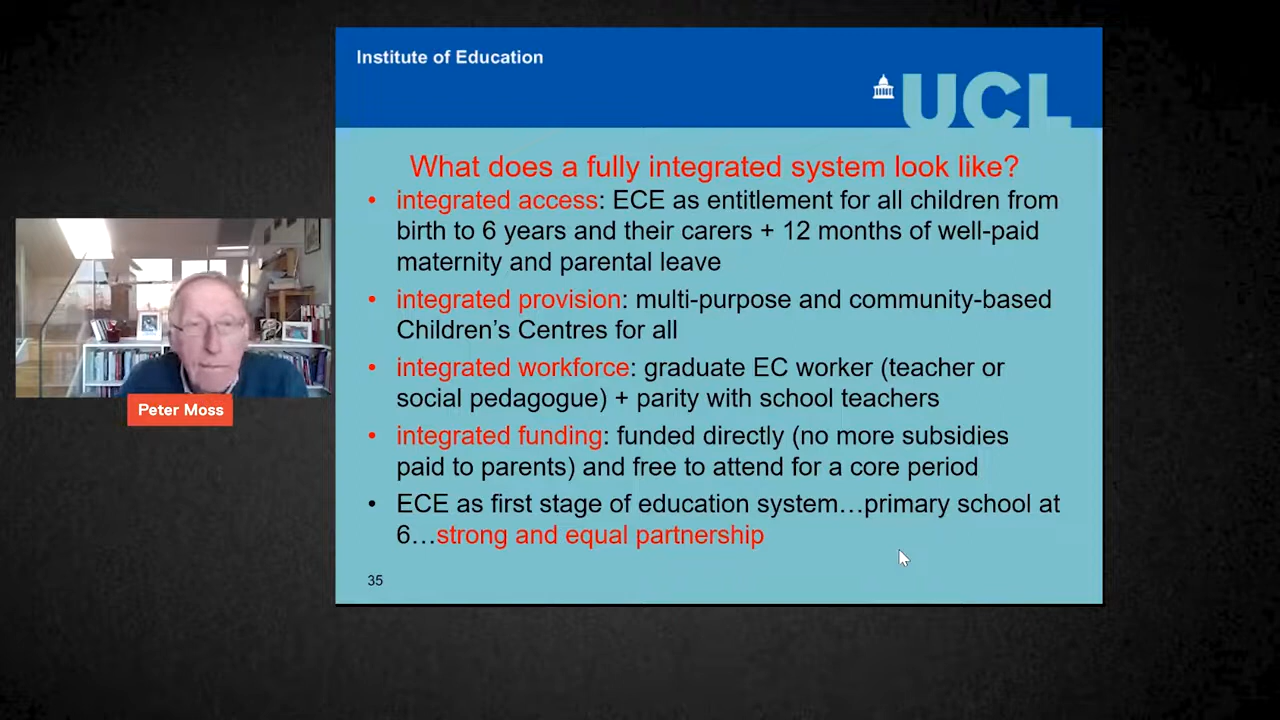 Institute of Education
UCL
What does a fully integrated system look like?
• integrated access: ECE as entitlement for all children from
birth to 6 years and their carers + 12 months of well-paid
maternity and parental leave
• integrated provision: multi-purpose and community-based
Children’s Centres for all
• integrated workforce: graduate EC worker (teacher or
social pedagogue) + parity with school teachers
• integrated funding: funded directly (no more subsidies
paid to parents) and free to attend for a core period
• ECE as first stage of education system…primary school at
6…strong and equal partnership
35
Peter Moss